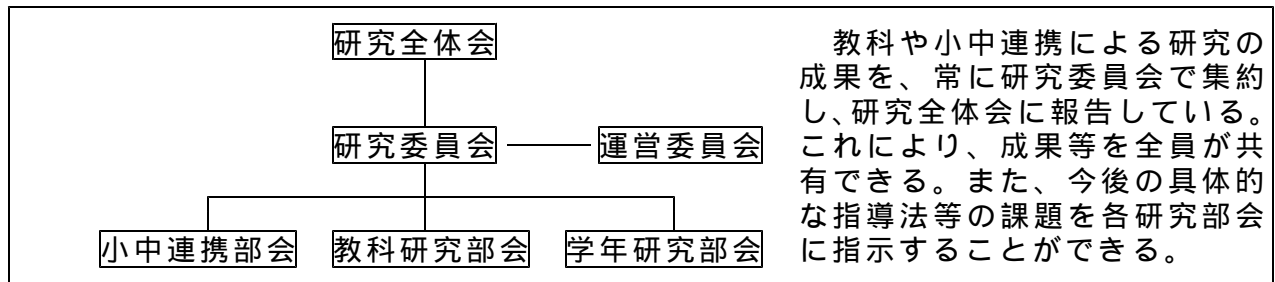 研究全体会
研究委員会
運営委員会
小中連携部会
教科研究部会
学年研究部会
教科や小中連携による研究の
成果を、常に研究委員会で集約
し、研究全体会に報告している。
これにより、成果等を全員が共
有できる。また、今後の具体的
な指導法等の課題を各研究部会
に指示することができる。